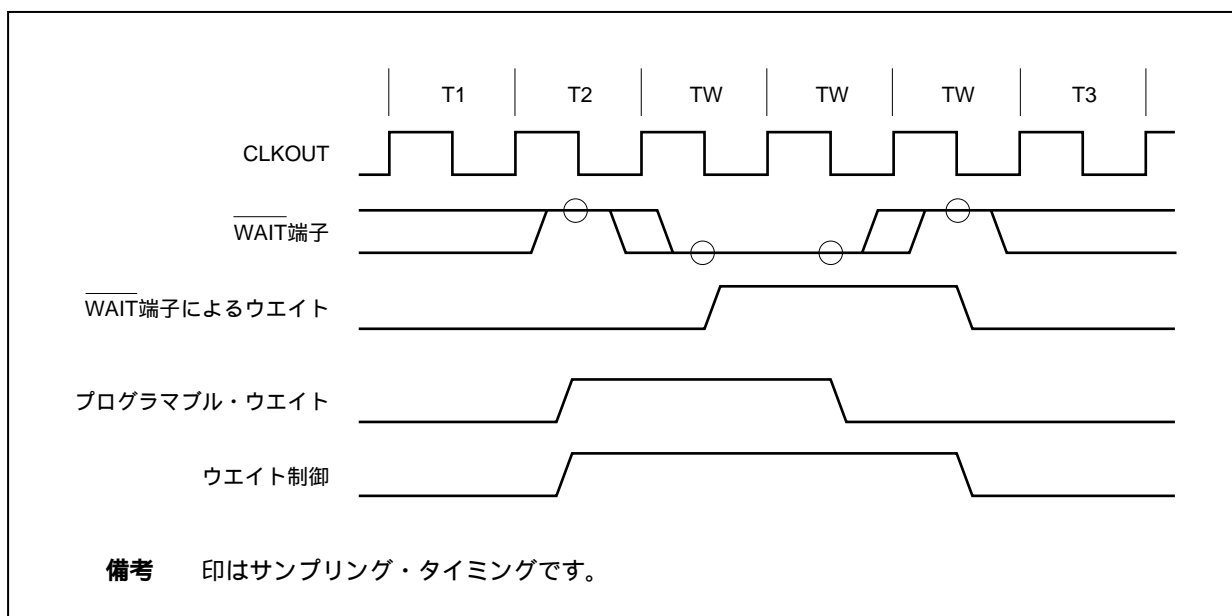 T1 T2 TW TW TW T3
CLKOUT
WAIT端子
WAIT端子によるウエイト
プログラマブル・ウエイト
ウエイト制御
備考 印はサンプリング・タイミングです。